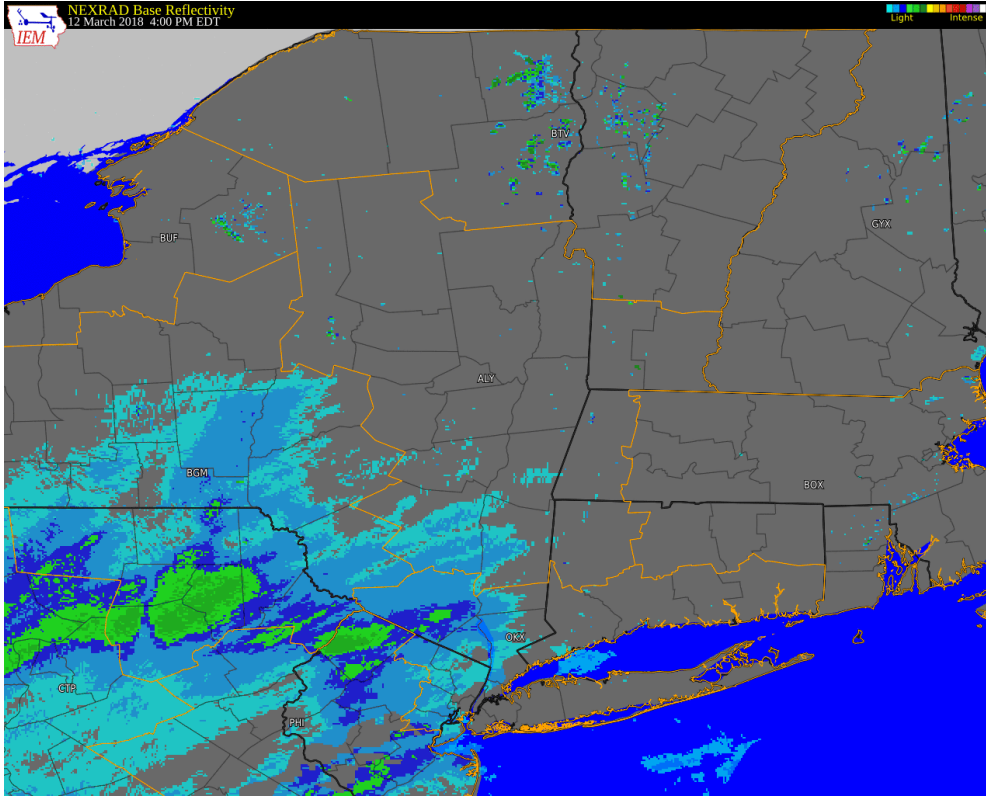 NEXRAD Base Reflectivity
12 March 2018 4:00 PM EDT
IEM
Light Intense
BTV
GYX
BUF
ALY
BGM
BOX
OKX
CTP
PHI